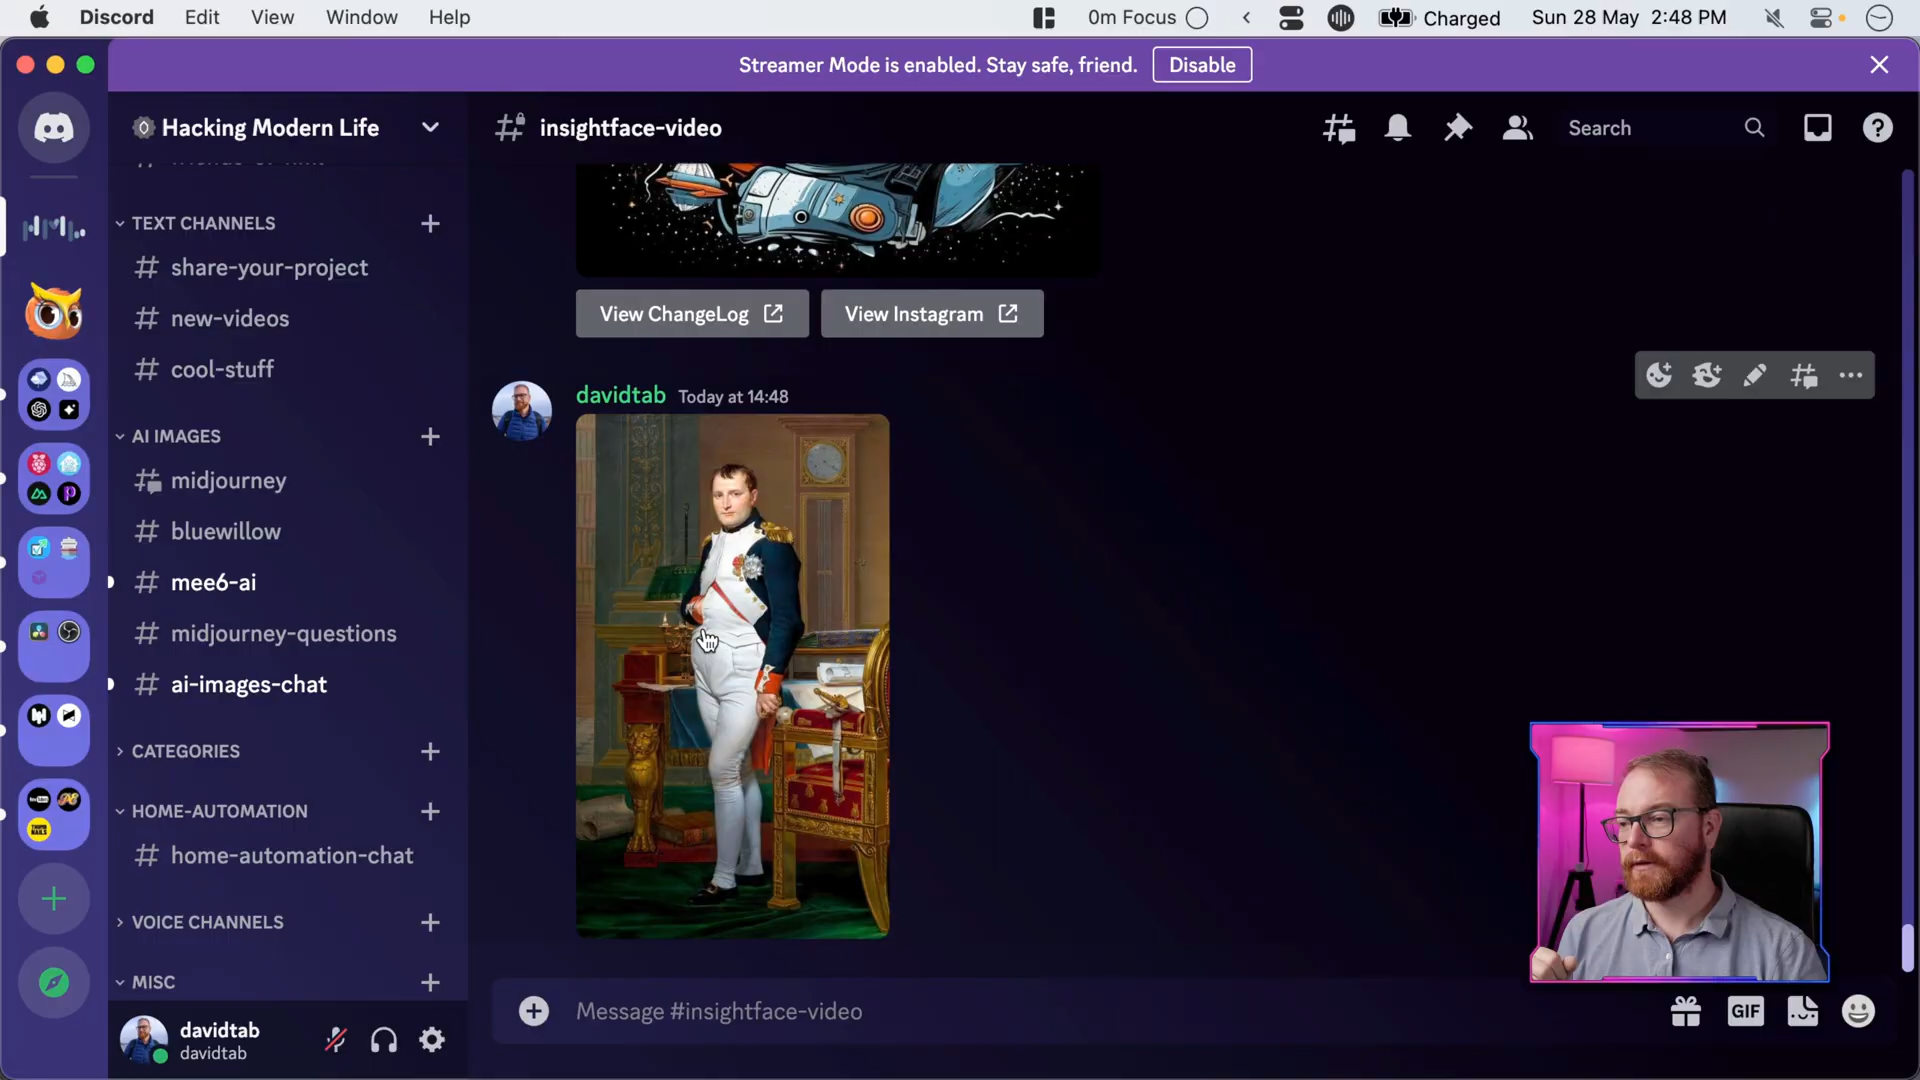 Discord Edit View Window Help 0m Focus Charged Sun 28 May 2:48 PM
Streamer Mode is enabled. Stay safe, friend. Disable
Hacking Modern Life
insightface-video
Search
TEXT CHANNELS
share-your-project
new-videos
cool-stuff
AI IMAGES
midjourney
bluewillow
mee6-ai
midjourney-questions
ai-images-chat
CATEGORIES
HOME-AUTOMATION
home-automation-chat
VOICE CHANNELS
MISC
davidtab
davidtab
View ChangeLog
View Instagram
davidtab Today at 14:48
Message #insightface-video
GIF